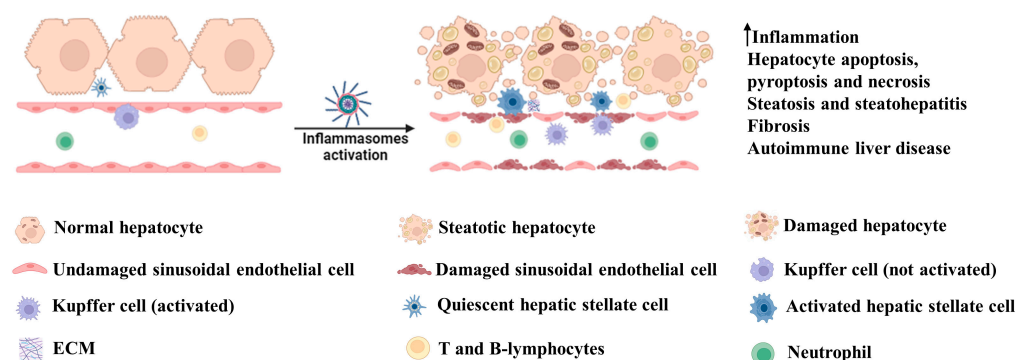 Inflammasomes
activation
Inflammation
Hepatocyte apoptosis,
pyroptosis and necrosis
Steatosis and steatohepatitis
Fibrosis
Autoimmune liver disease
Normal hepatocyte
Steatotic hepatocyte
Damaged hepatocyte
Undamaged sinusoidal endothelial cell
Damaged sinusoidal endothelial cell
Kupffer cell (not activated)
Kupffer cell (activated)
Quiescent hepatic stellate cell
Activated hepatic stellate cell
ECM
T and B-lymphocytes
Neutrophil